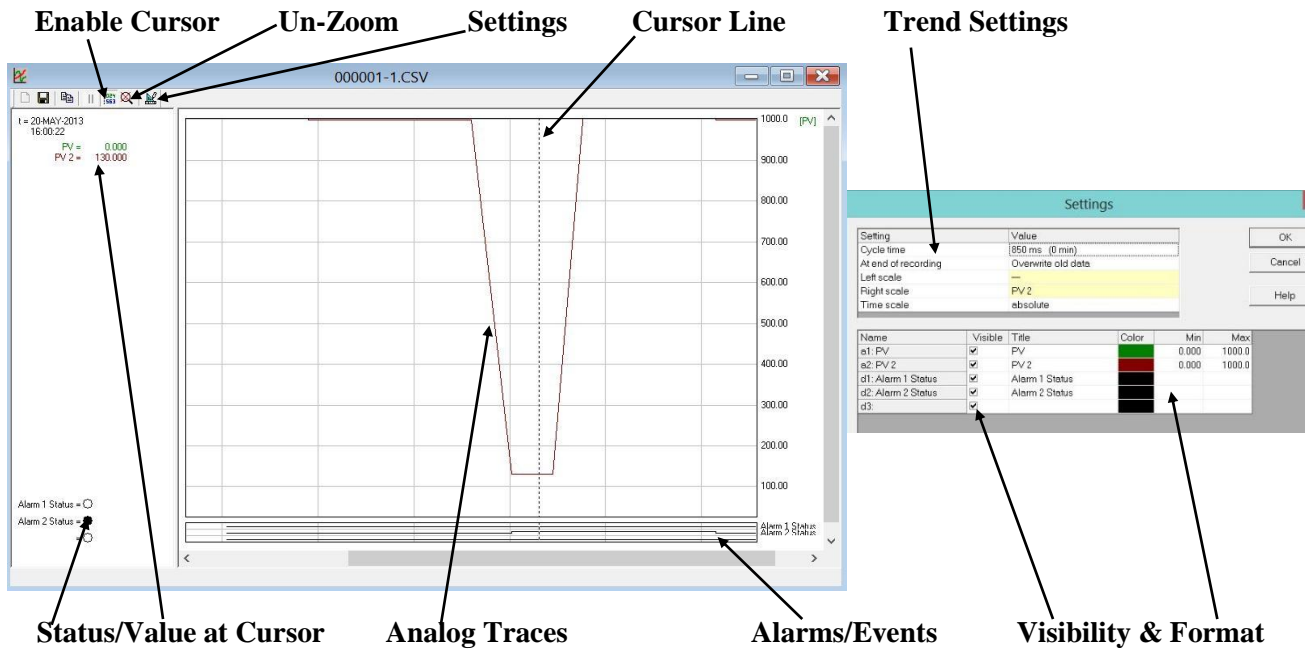 Enable Cursor Un-Zoom Settings Cursor Line Trend Settings
000001-1.CSV
t = 20-MAY-2013
16:00:22
PV = 0.000
PV 2 = 130.000
1000.0 [PV]
900.00
800.00
700.00
600.00
500.00
400.00
300.00
200.00
100.00
Alarm 1 Status =
Alarm 2 Status =
=
Alarm 1 Status
Alarm 2 Status
Settings
Setting Value
Cycle time 850 ms (0 min)
At end of recording Overwrite old data
Left scale —
Right scale PV 2
Time scale absolute
OK
Cancel
Help
Name Visible Title Color Min Max
a1: PV PV 0.000 1000.0
a2: PV 2 PV 2 0.000 1000.0
d1: Alarm 1 Status Alarm 1 Status
d2: Alarm 2 Status Alarm 2 Status
d3:
Status/Value at Cursor Analog Traces Alarms/Events Visibility & Format